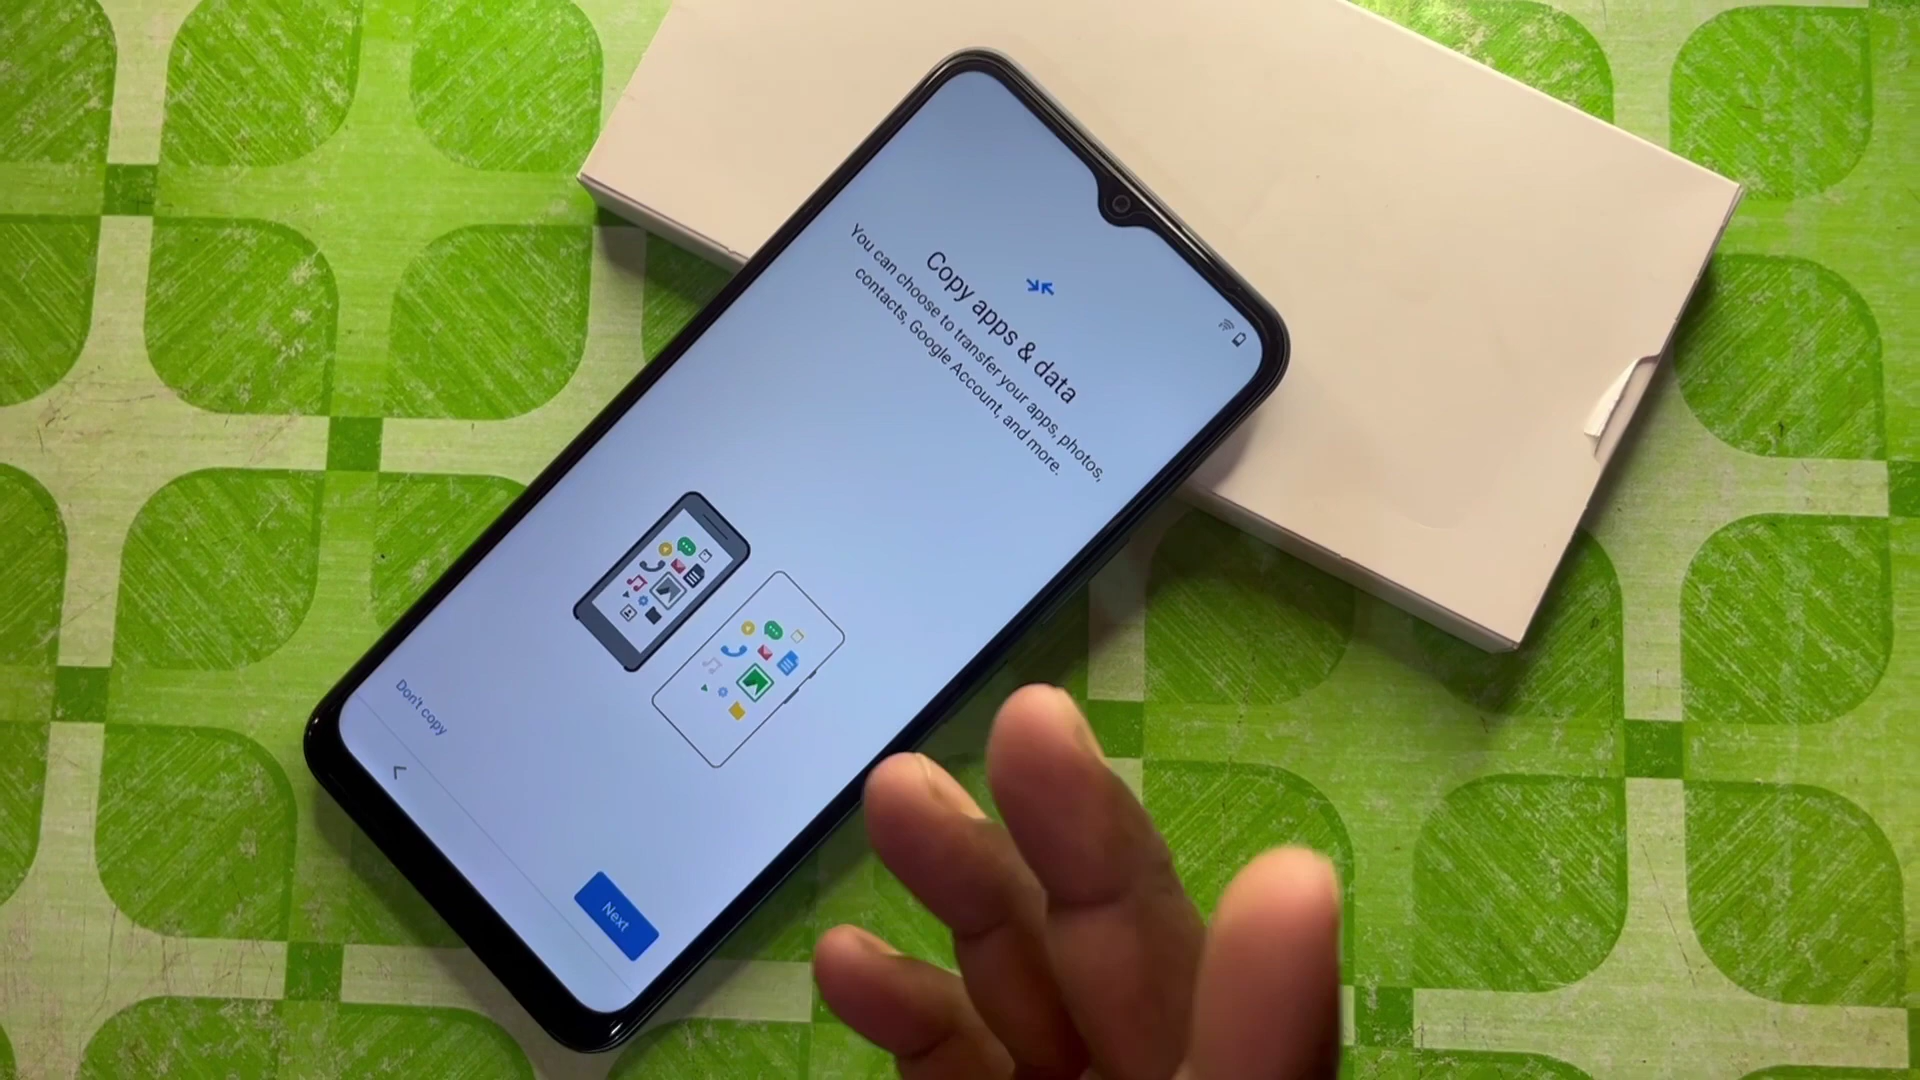 Copy apps & data
You can choose to transfer your apps, photos,
contacts, Google Account, and more.
Don't copy
Next